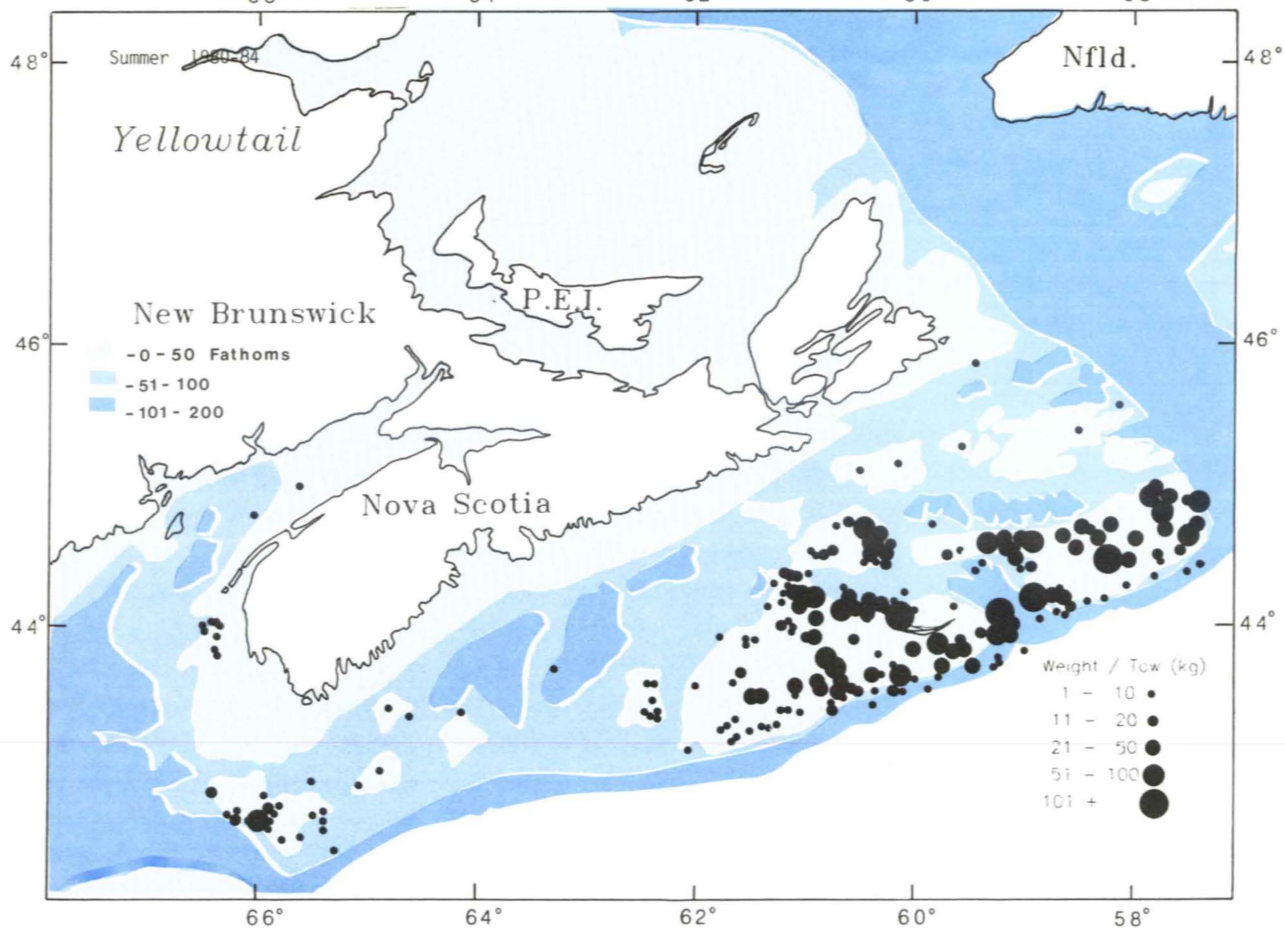 48°
Summer 1980-84
Nfld.
48°
Yellowtail
P.E.I.
New Brunswick
46°
46°
-0-50 Fathoms
-51-100
-101-200
Nova Scotia
44°
44°
Weight / Tow (kg)
1 - 10
11 - 20
21 - 50
51 - 100
101 +
66° 64° 62° 60° 58°